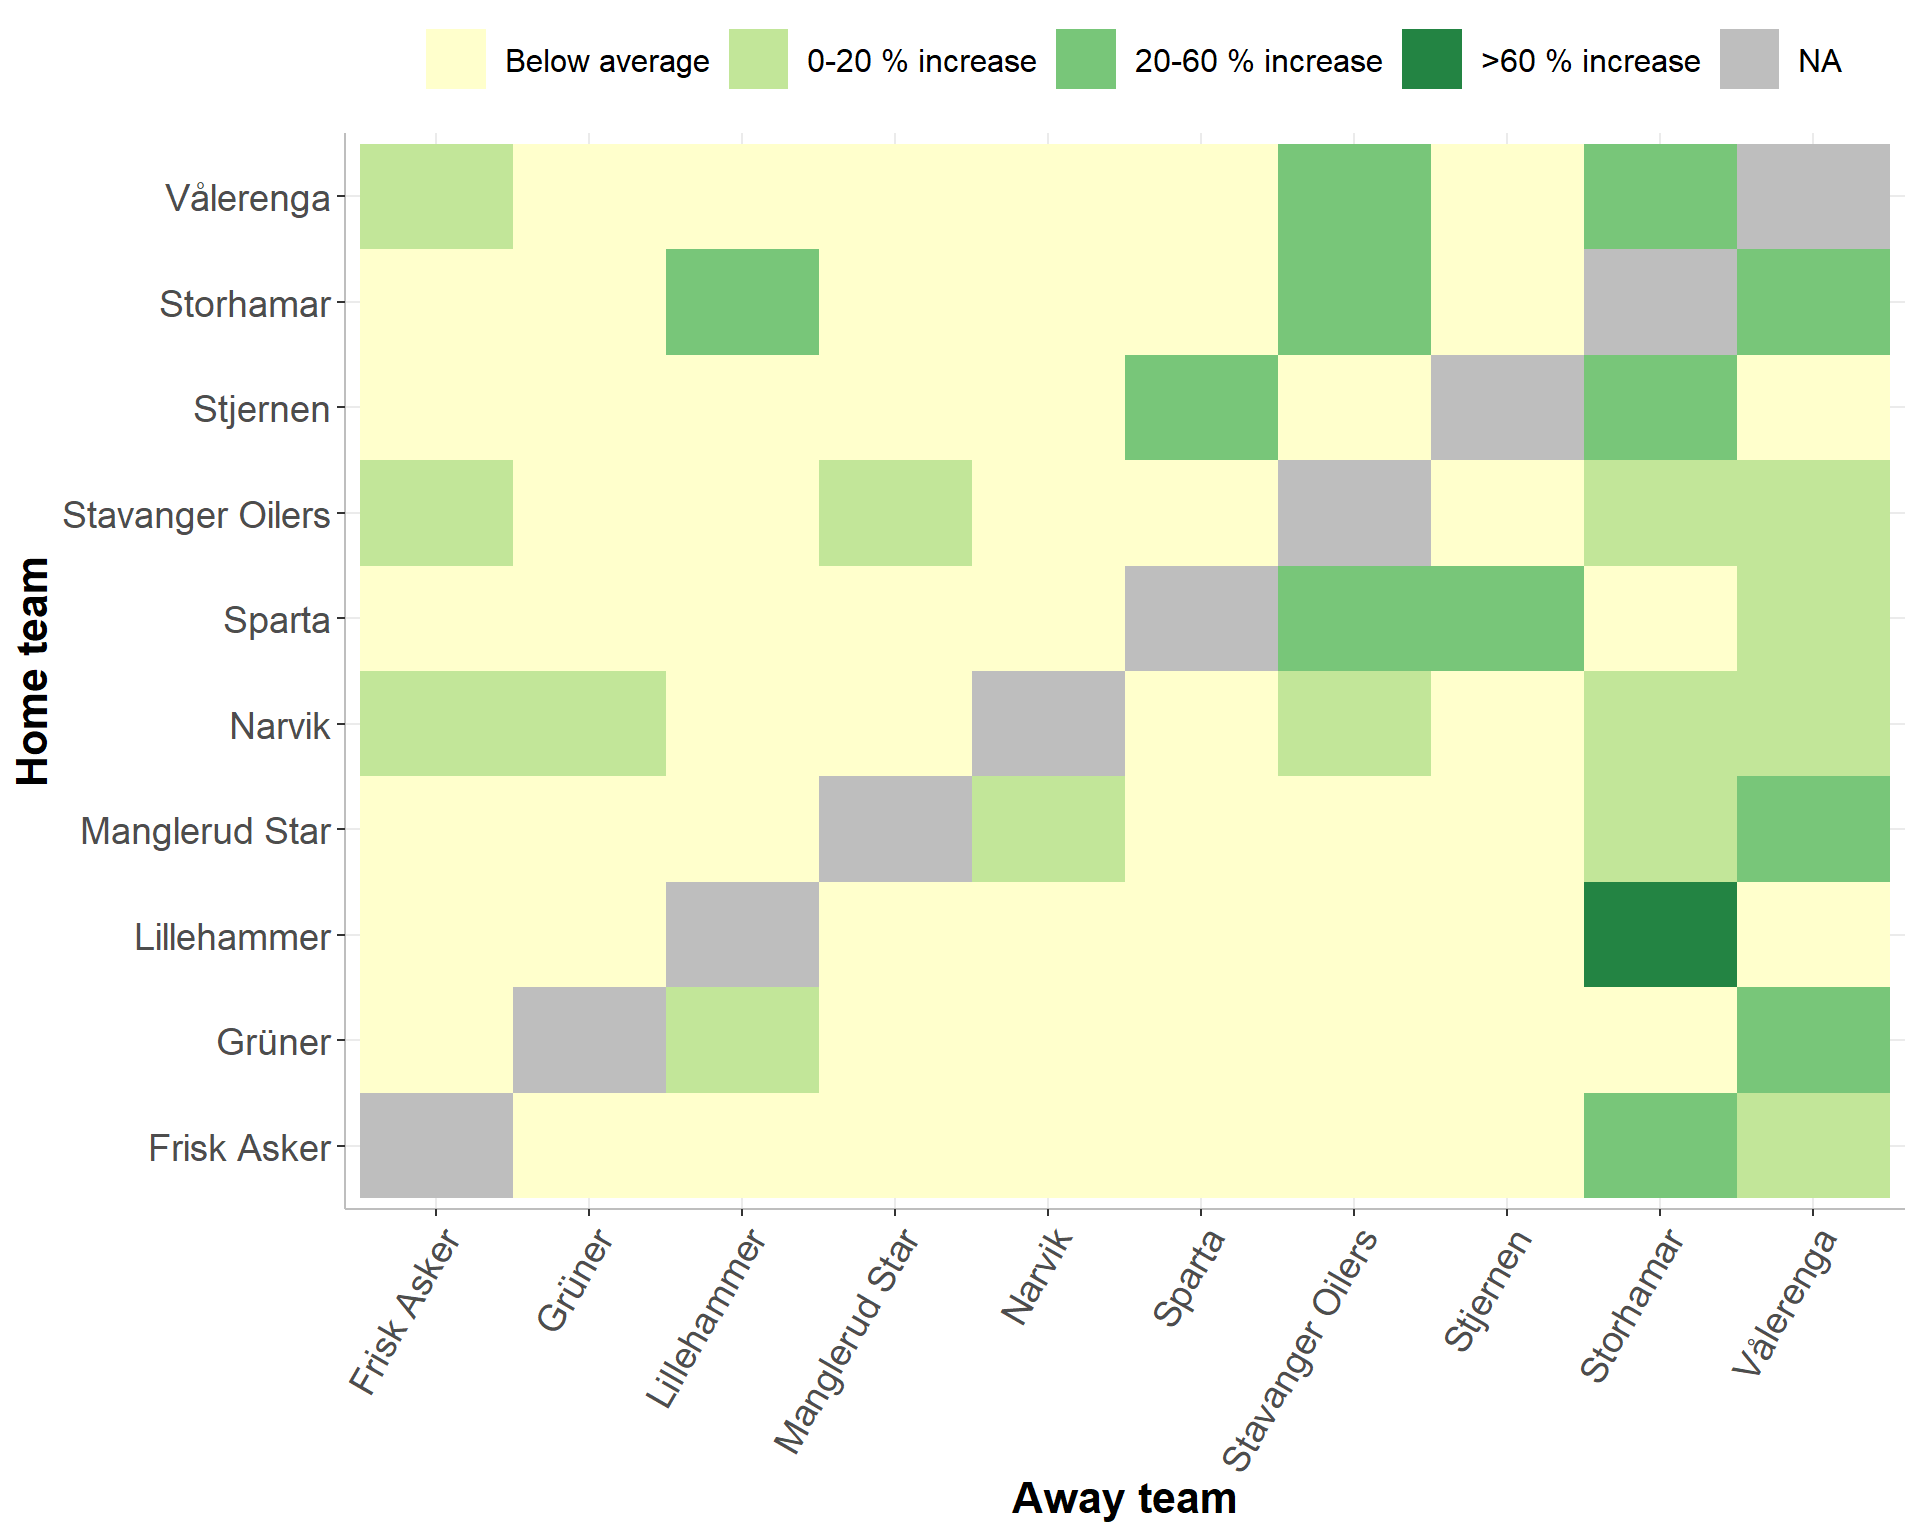 Below average 0-20 % increase 20-60 % increase >60 % increase NA
Vålerenga
Storhamar
Stjernen
Stavanger Oilers
Sparta
Narvik
Manglerud Star
Lillehammer
Grüner
Frisk Asker
Home team
Frisk Asker
Grüner
Lillehammer
Manglerud Star
Narvik
Sparta
Stavanger Oilers
Stjernen
Storhamar
Vålerenga
Away team